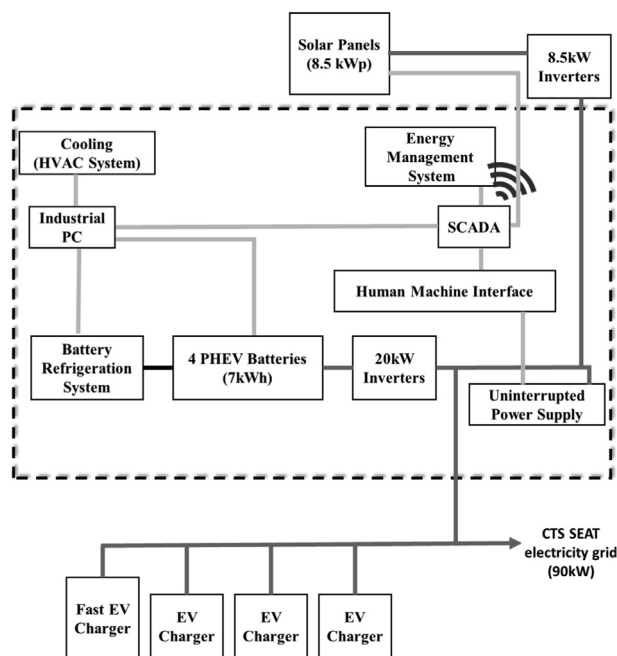 Solar Panels
(8.5 kWp)
8.5kW
Inverters
Cooling
(HVAC System)
Energy
Management
System
Industrial
PC
SCADA
Human Machine Interface
Battery
Refrigeration
System
4 PHEV Batteries
(7kWh)
20kW
Inverters
Uninterrupted
Power Supply
CTS SEAT
electricity grid
(90kW)
Fast EV
Charger
EV
Charger
EV
Charger
EV
Charger